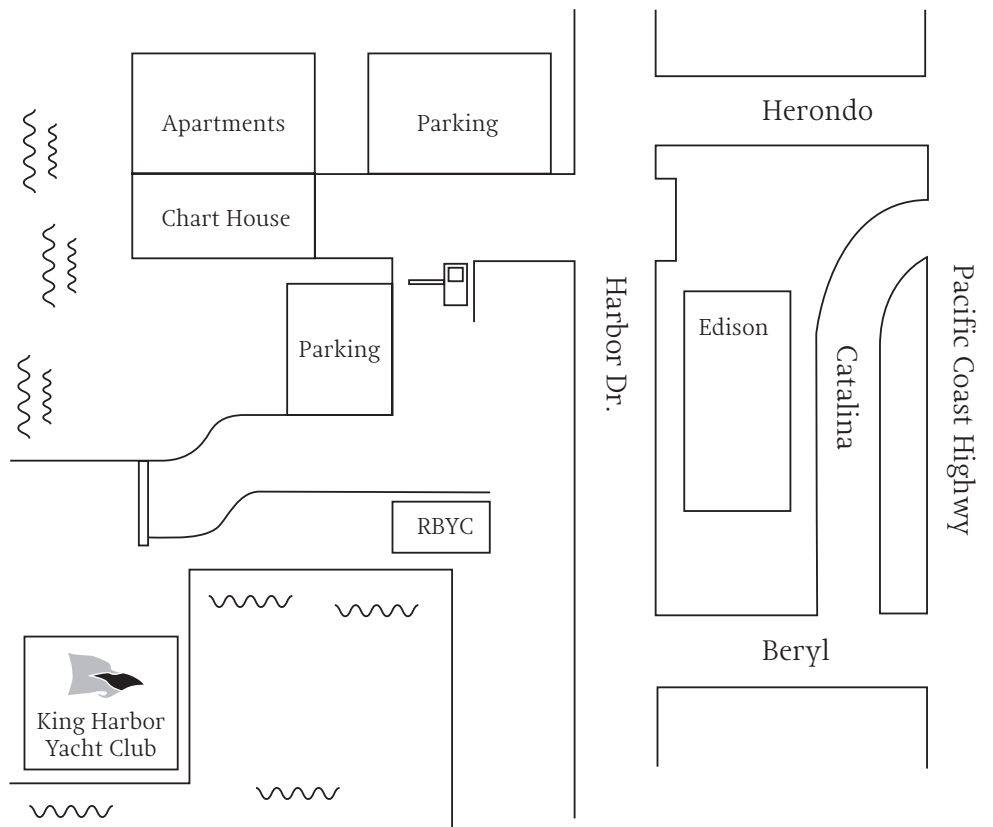 Herondo
Apartments
Parking
Chart House
Harbor Dr.
Pacific Coast Highwy
Edison
Catalina
Parking
RBYC
Beryl
King Harbor
Yacht Club